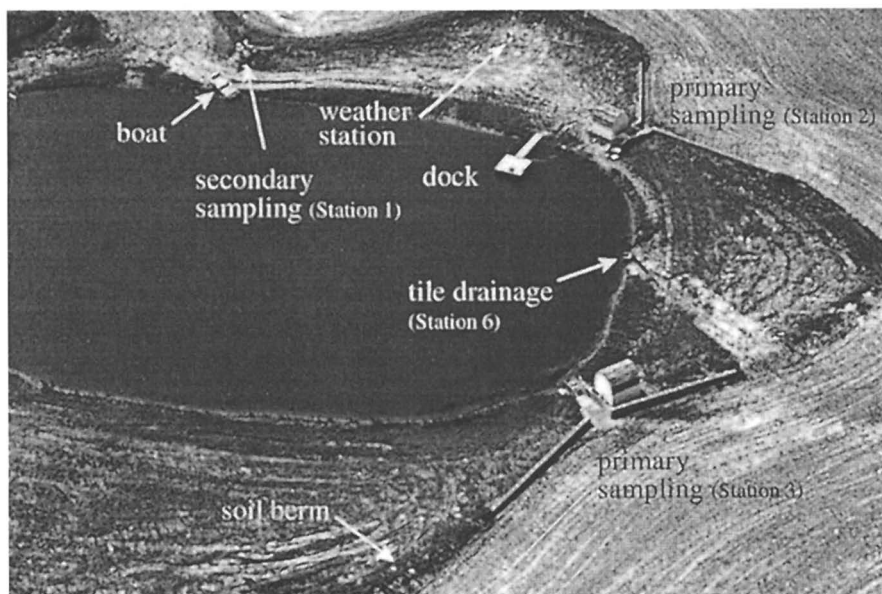 primary
sampling (Station 2)
weather
station
boat
secondary
sampling (Station 1)
dock
tile drainage
(Station 6)
primary
sampling (Station 3)
soil berm